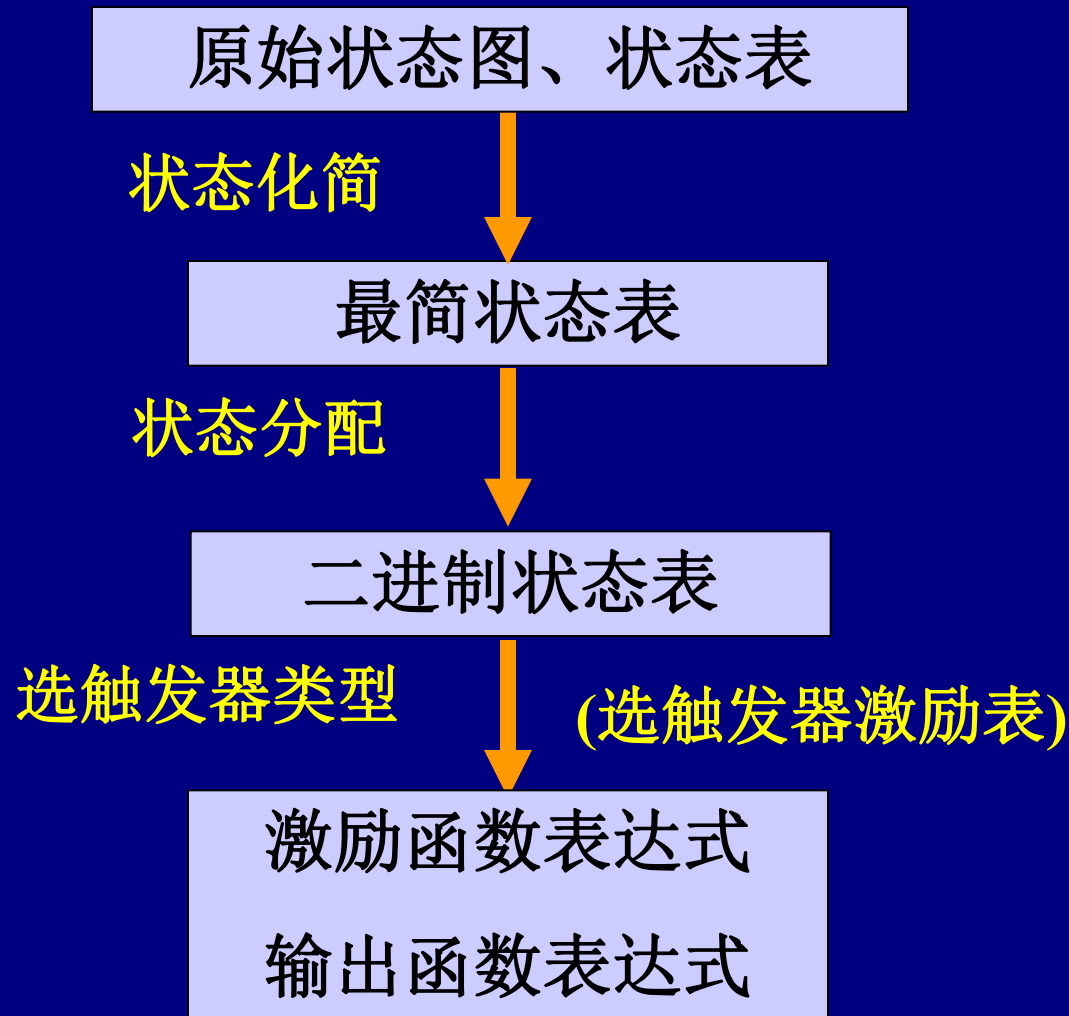 原始状态图、状态表
状态化简
最简状态表
状态分配
二进制状态表
选触发器类型
(选触发器激励表)
激励函数表达式
输出函数表达式